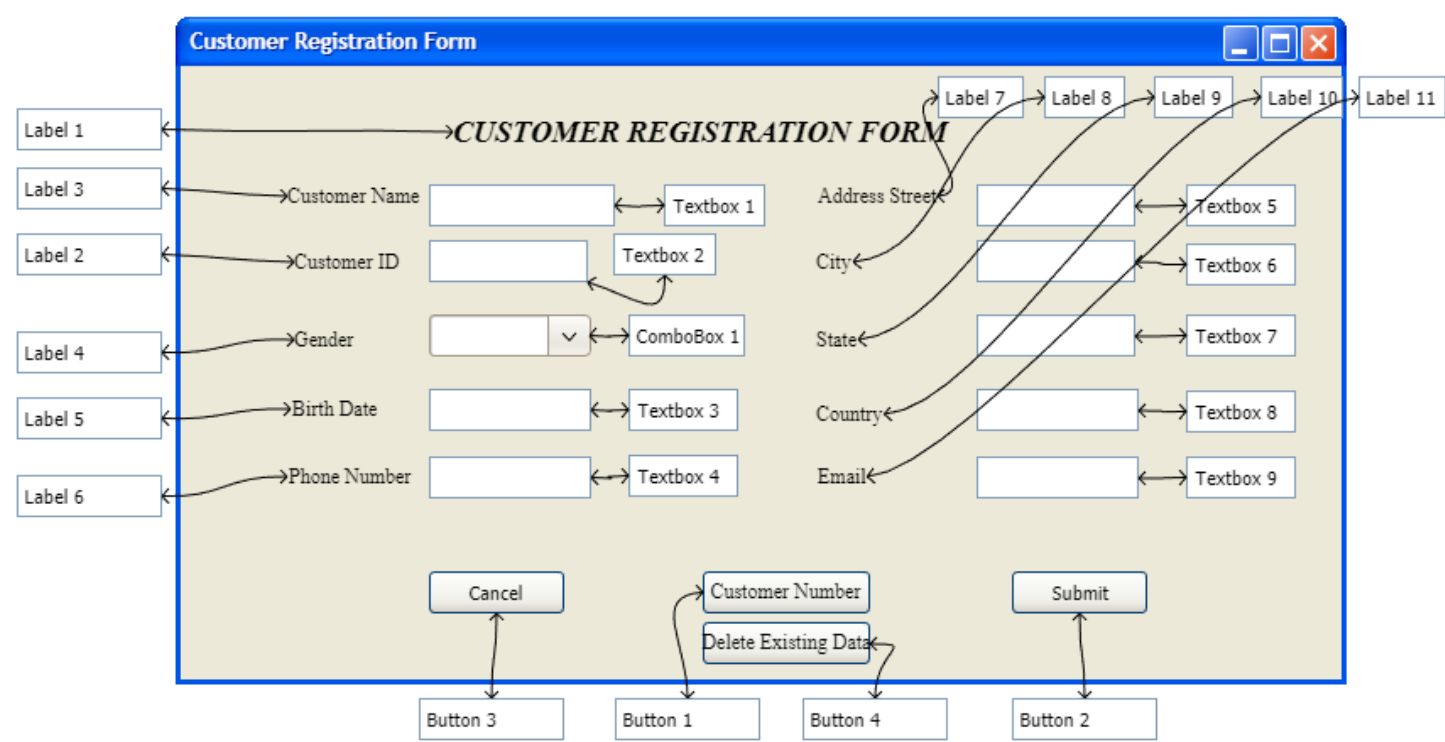 Customer Registration Form
Label 7 Label 8 Label 9 Label 10 Label 11
Label 1 CUSTOMER REGISTRATION FORM
Label 3 Customer Name Textbox 1 Address Street Textbox 5
Label 2 Customer ID Textbox 2 City Textbox 6
Label 4 Gender ComboBox 1 State Textbox 7
Label 5 Birth Date Textbox 3 Country Textbox 8
Label 6 Phone Number Textbox 4 Email Textbox 9
Cancel Customer Number Submit
Delete Existing Data
Button 3 Button 1 Button 4 Button 2